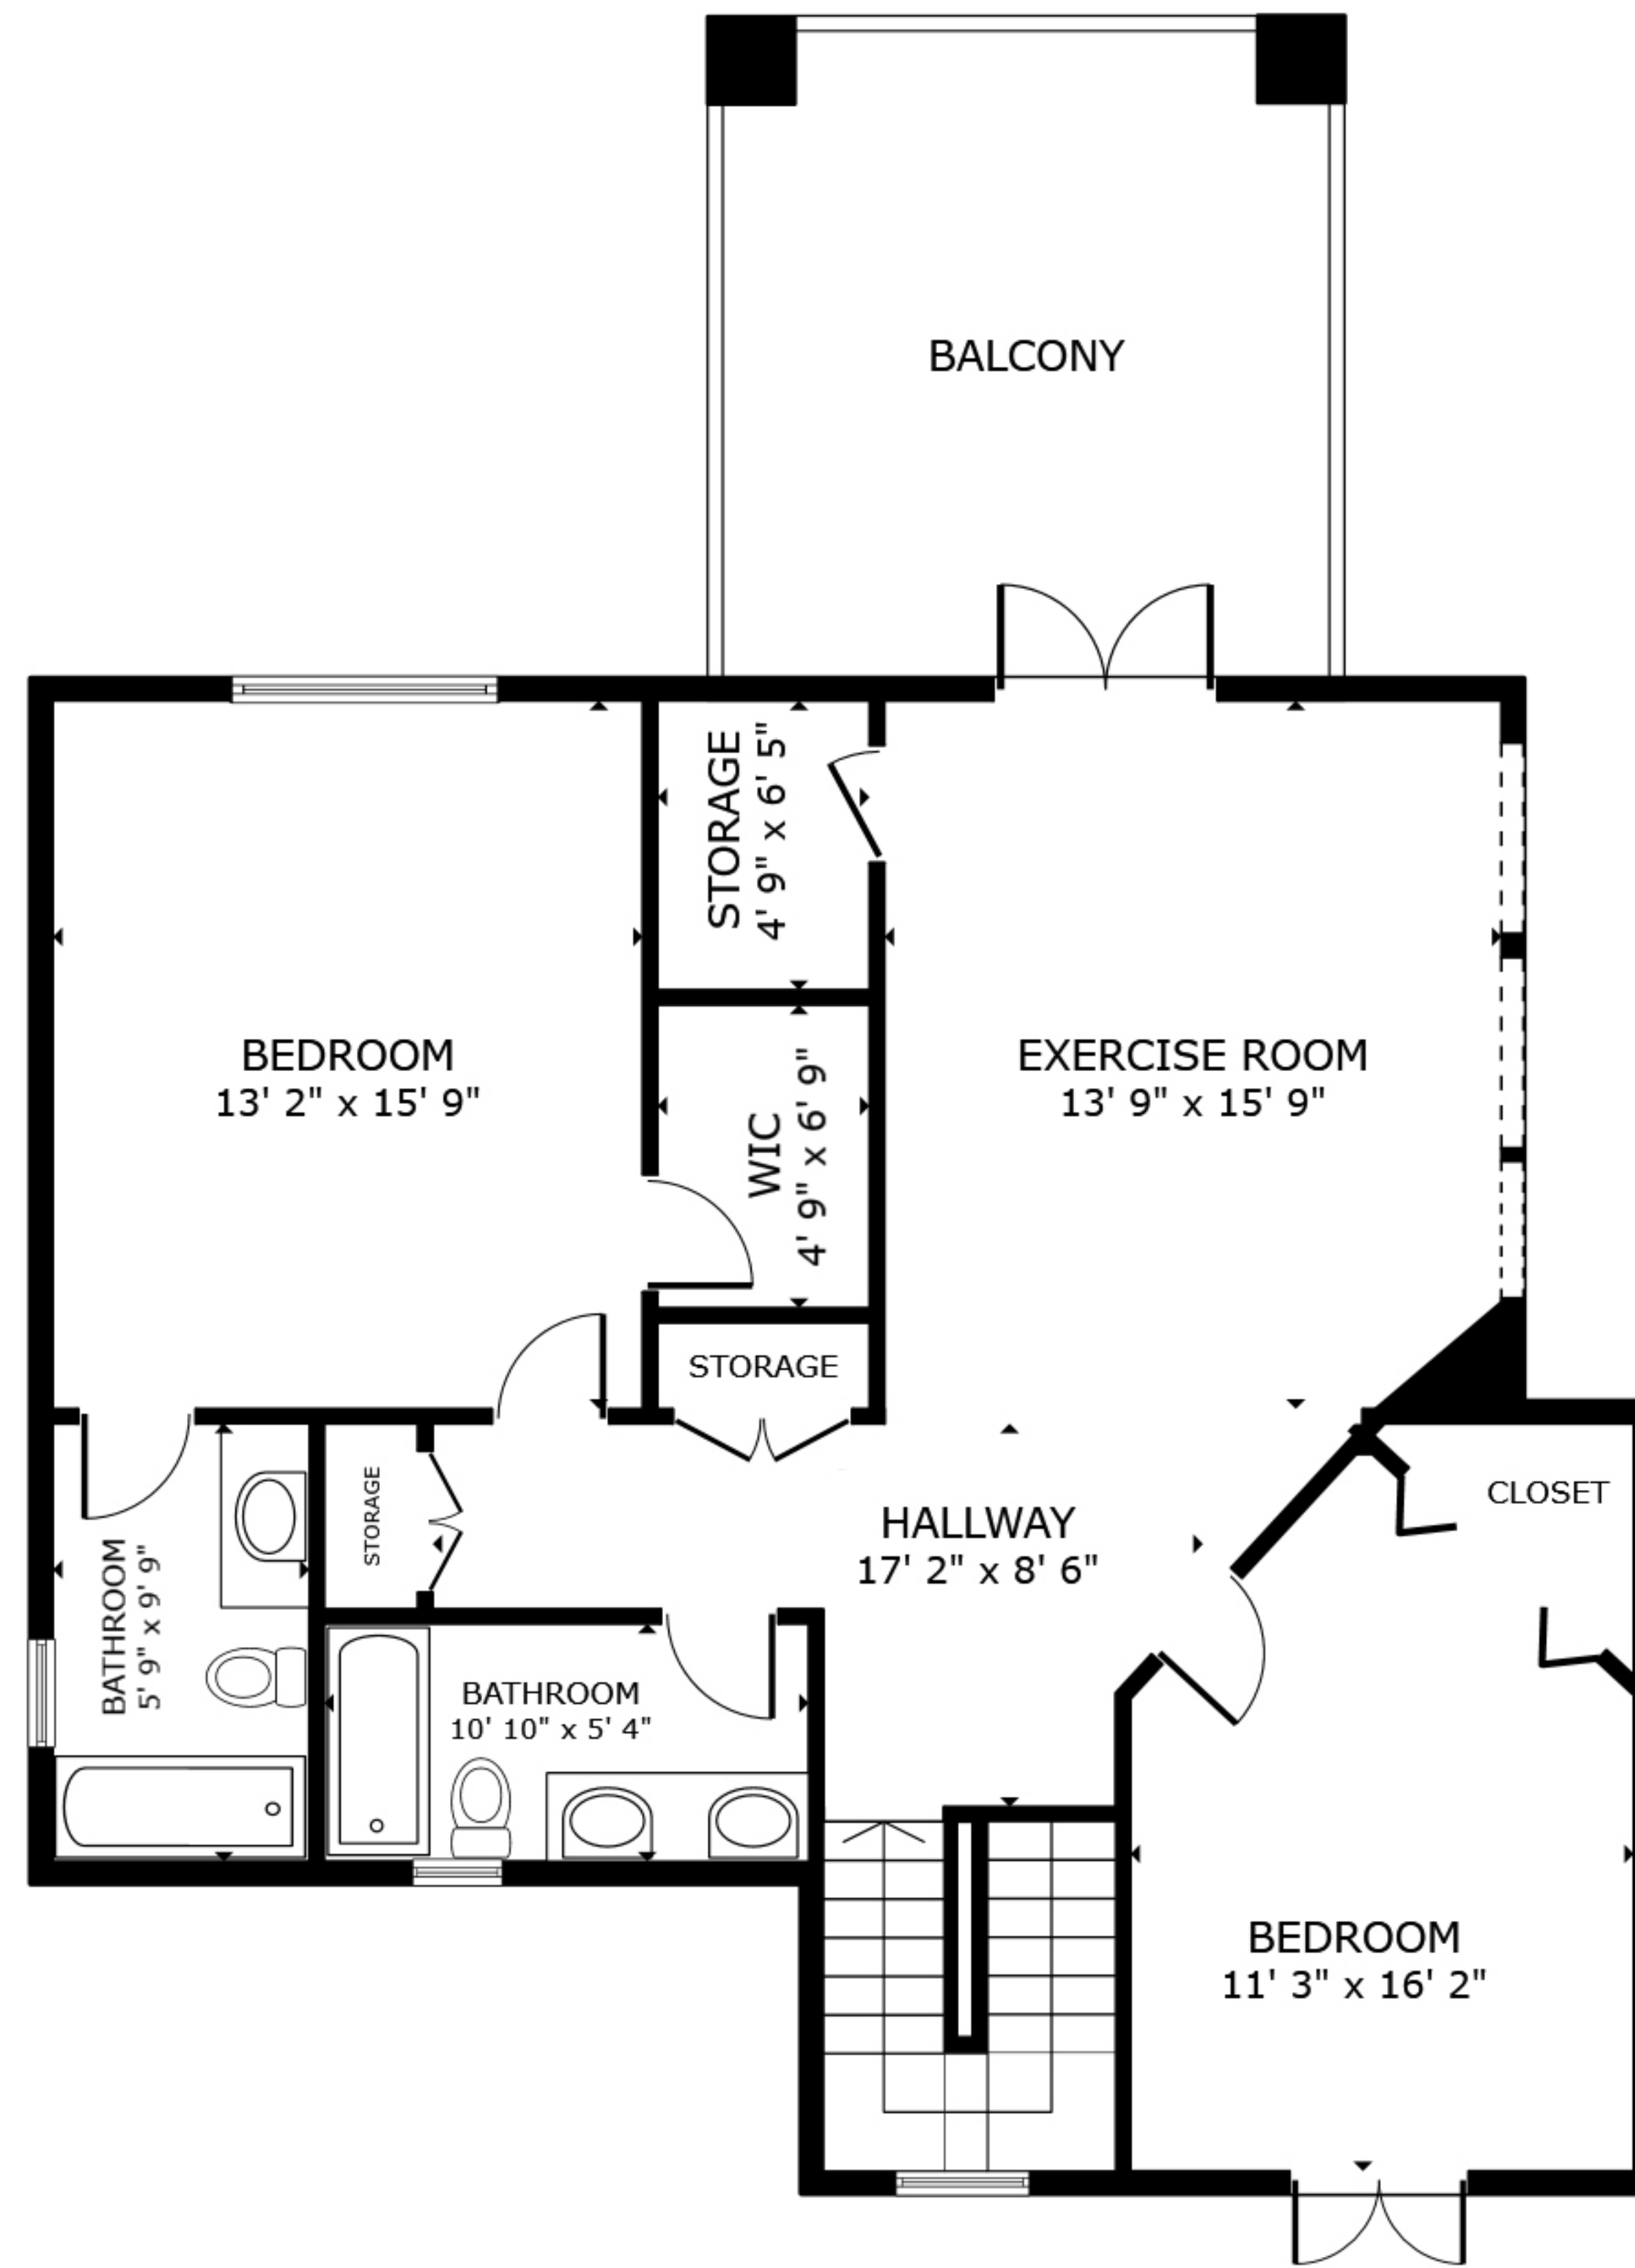 BALCONY
STORAGE
4' 9" x 6' 5"
BEDROOM
13' 2" x 15' 9"
EXERCISE ROOM
13' 9" x 15' 9"
WIC
4' 9" x 6' 9"
STORAGE
STORAGE
CLOSET
HALLWAY
17' 2" x 8' 6"
BATHROOM
5' 9" x 9' 9"
BATHROOM
10' 10" x 5' 4"
BEDROOM
11' 3" x 16' 2"